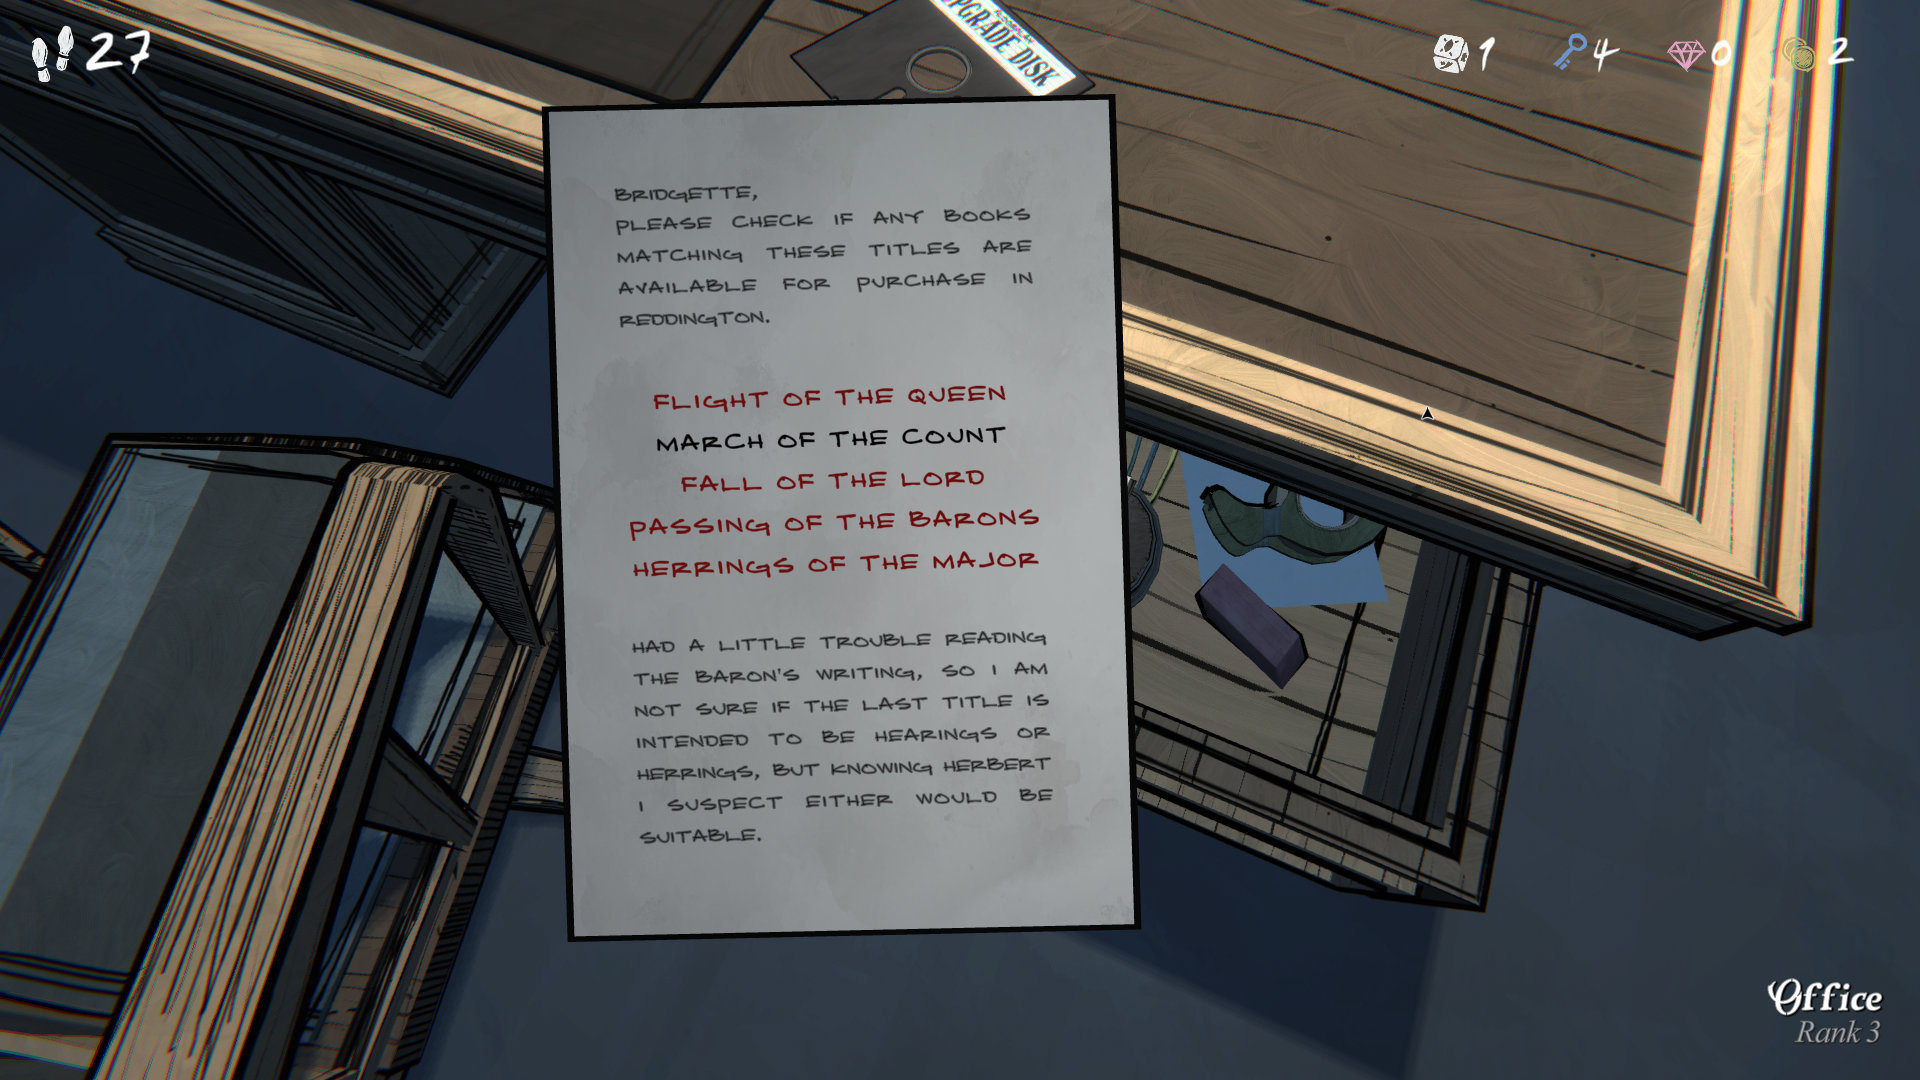 27
1
4
0
2
UPGRADE DISK
BRIDGETTE,
PLEASE CHECK IF ANY BOOKS
MATCHING THESE TITLES ARE
AVAILABLE FOR PURCHASE IN
REDDINGTON.
FLIGHT OF THE QUEEN
MARCH OF THE COUNT
FALL OF THE LORD
PASSING OF THE BARONS
HERRINGS OF THE MAJOR
HAD A LITTLE TROUBLE READING
THE BARON'S WRITING, SO I AM
NOT SURE IF THE LAST TITLE IS
INTENDED TO BE HEARINGS OR
HERRINGS, BUT KNOWING HERBERT
I SUSPECT EITHER WOULD BE
SUITABLE.
Office
Rank 3